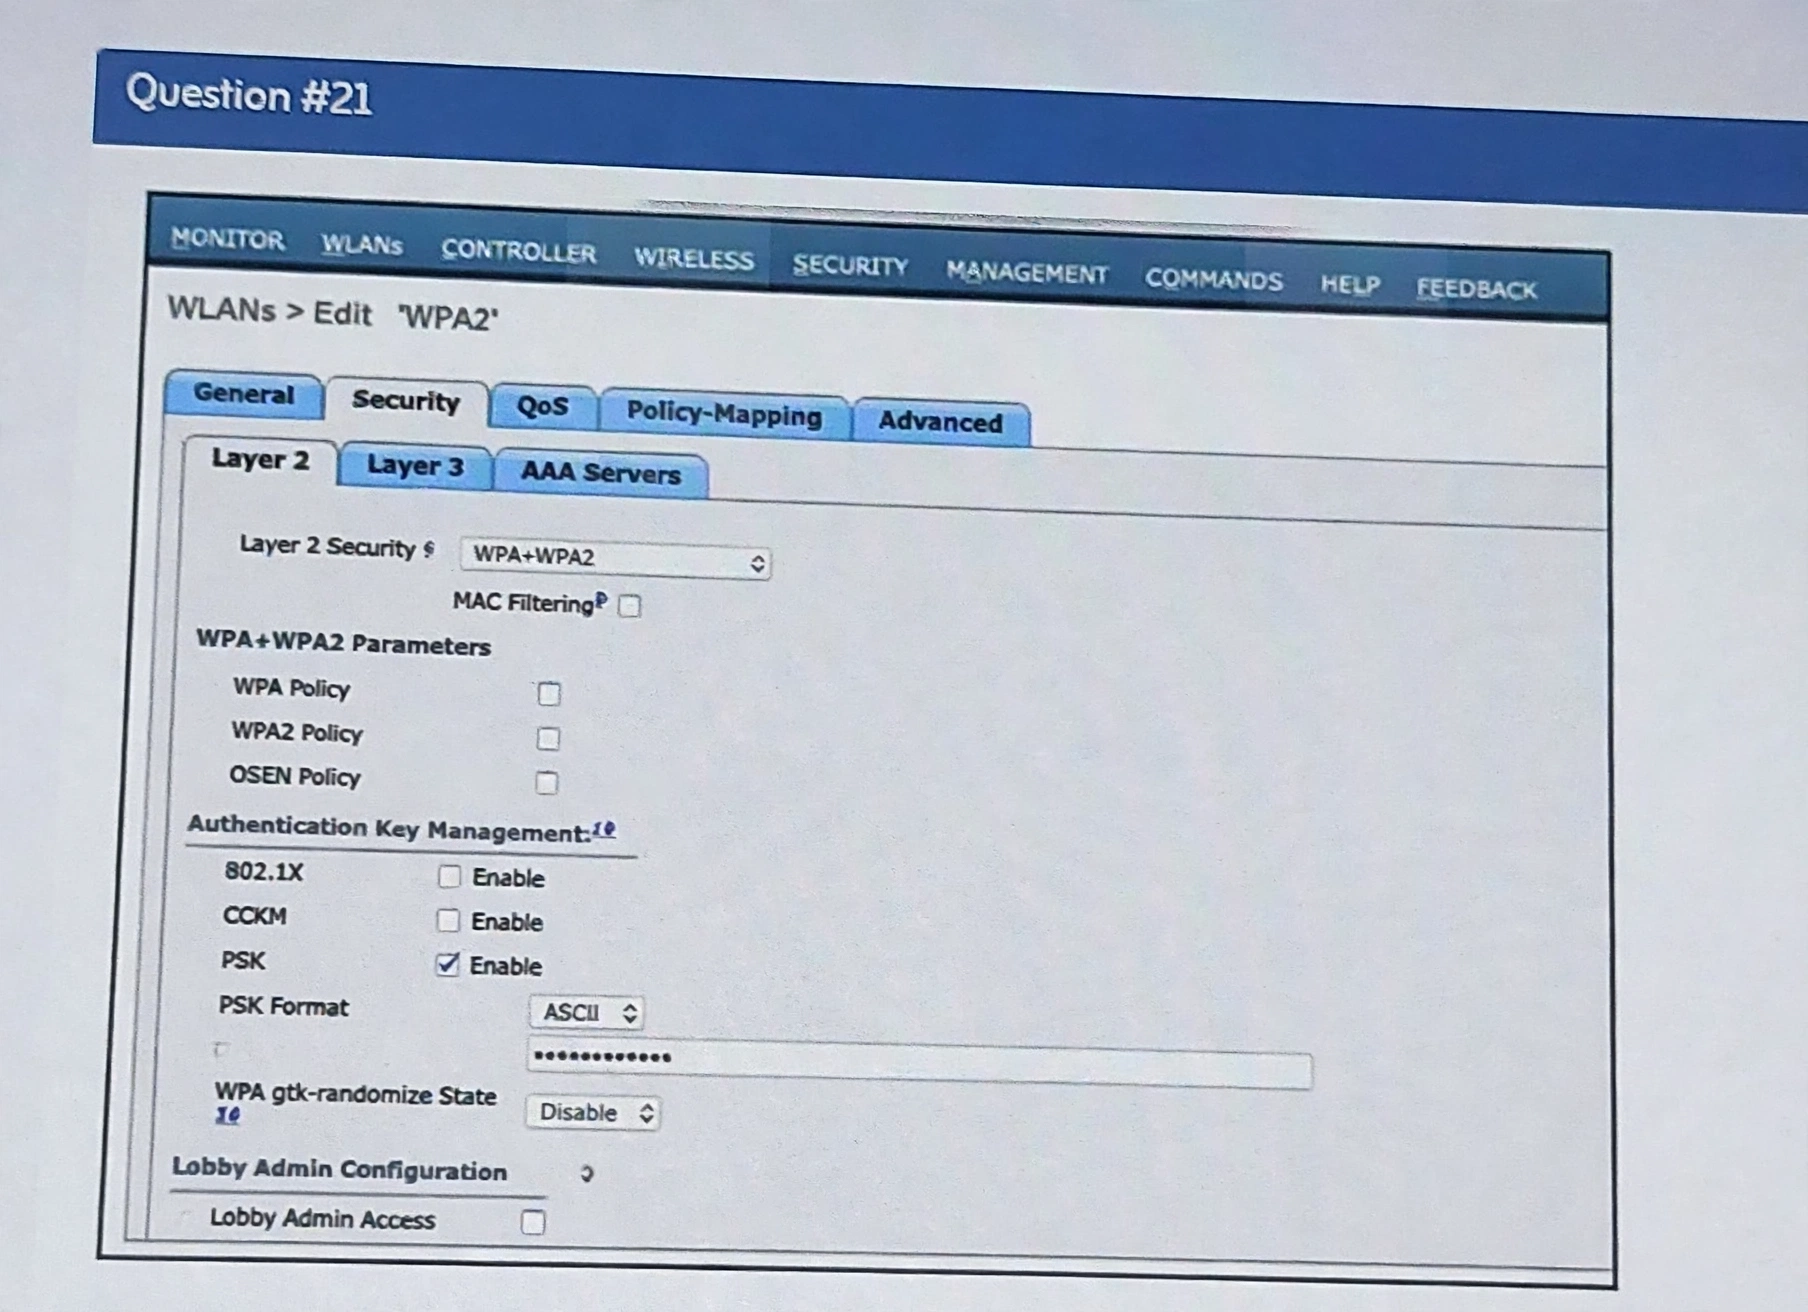 Question #21
MONITOR WLANs CONTROLLER WIRELESS SECURITY MANAGEMENT COMMANDS HELP FEEDBACK
WLANs > Edit 'WPA2'
General Security QoS Policy-Mapping Advanced
Layer 2 Layer 3 AAA Servers
Layer 2 Security WPA+WPA2
MAC Filtering
WPA+WPA2 Parameters
WPA Policy
WPA2 Policy
OSEN Policy
Authentication Key Management:
802.1X Enable
CCKM Enable
PSK Enable
PSK Format ASCII
••••••••••••
WPA gtk-randomize State Disable
Lobby Admin Configuration
Lobby Admin Access